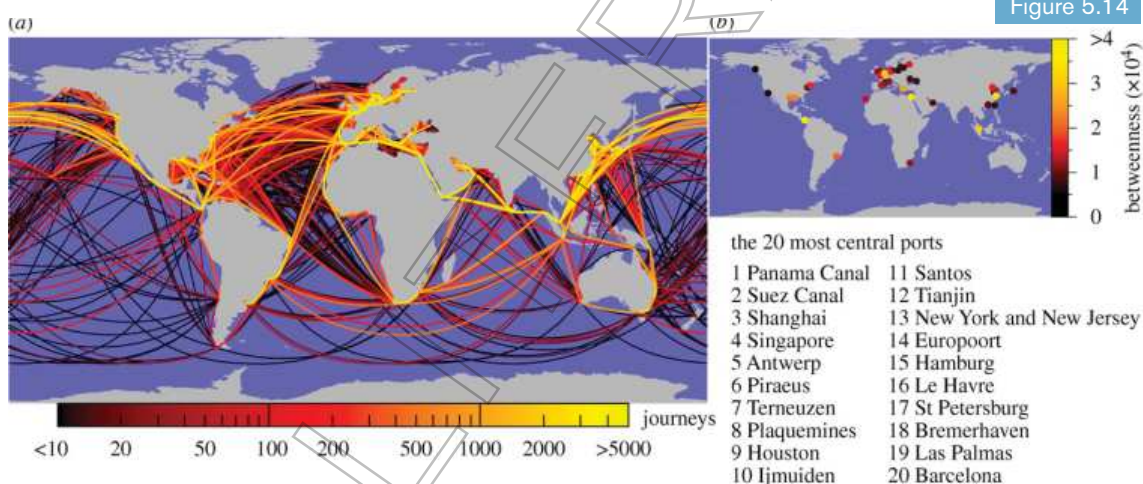 Figure 5.14
(a)
(b)
>4
3
2
1
0
betweenness (×10⁴)
journeys
<10 20 50 100 200 500 1000 2000 >5000
the 20 most central ports
1 Panama Canal
2 Suez Canal
3 Shanghai
4 Singapore
5 Antwerp
6 Piraeus
7 Terneuzen
8 Plaquemines
9 Houston
10 Ijmuiden
11 Santos
12 Tianjin
13 New York and New Jersey
14 Europoort
15 Hamburg
16 Le Havre
17 St Petersburg
18 Bremerhaven
19 Las Palmas
20 Barcelona